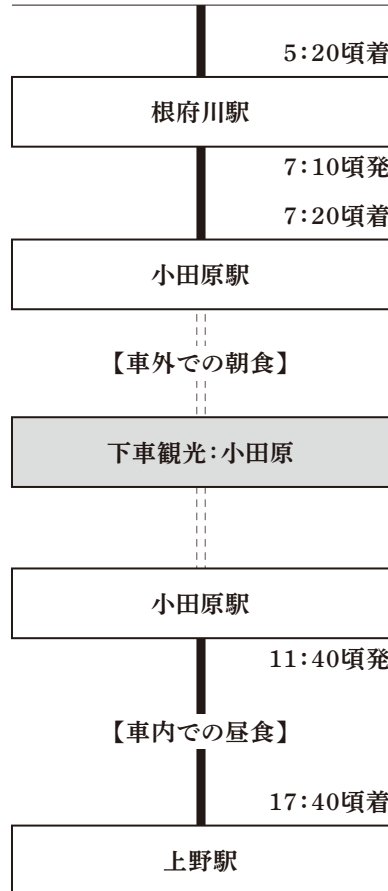 5:20頃着
根府川駅
7:10頃発
7:20頃着
小田原駅
【車外での朝食】
下車観光:小田原
小田原駅
11:40頃発
【車内での昼食】
17:40頃着
上野駅